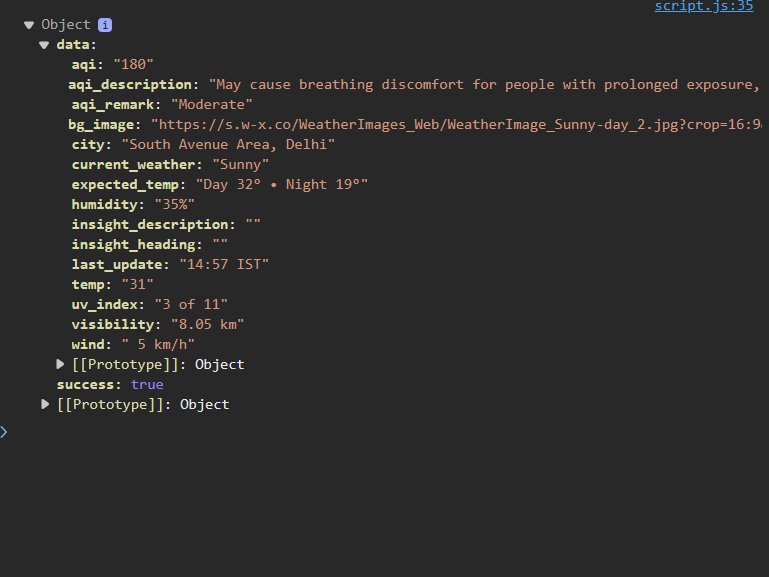 script.js:35
Object i
data:
aqi: "180"
aqi_description: "May cause breathing discomfort for people with prolonged exposure,
aqi_remark: "Moderate"
bg_image: "https://s.w-x.co/WeatherImages_Web/WeatherImage_Sunny-day_2.jpg?crop=16:9&
city: "South Avenue Area, Delhi"
current_weather: "Sunny"
expected_temp: "Day 32° • Night 19°"
humidity: "35%"
insight_description: ""
insight_heading: ""
last_update: "14:57 IST"
temp: "31"
uv_index: "3 of 11"
visibility: "8.05 km"
wind: " 5 km/h"
[[Prototype]]: Object
success: true
[[Prototype]]: Object